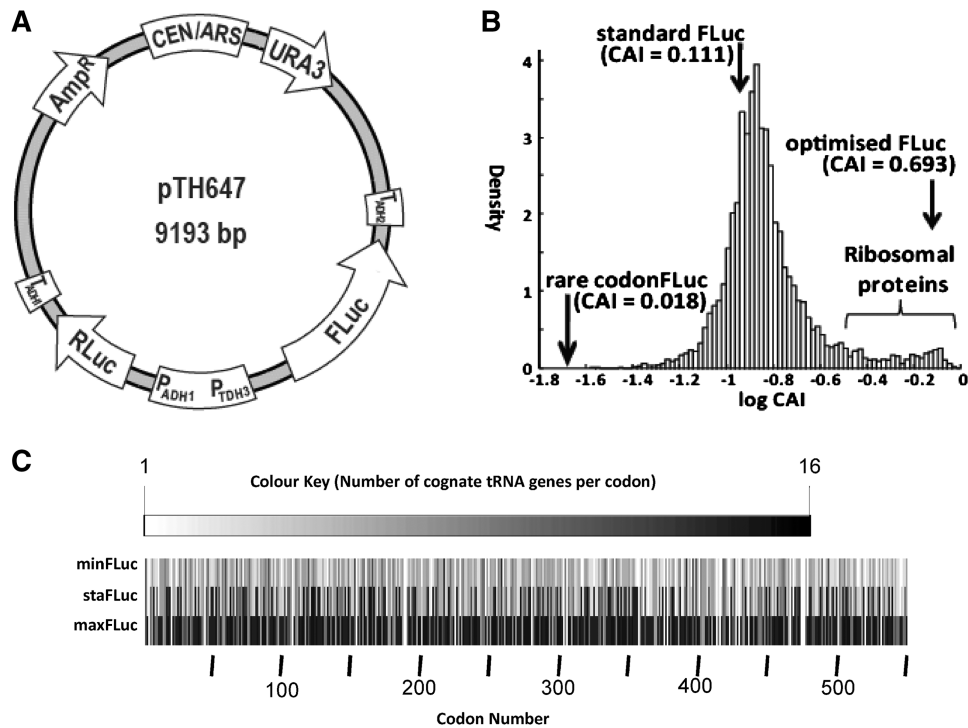 A
CEN/ARS
URA3
AmpR
pTH647
9193 bp
TADH2
TADH1
FLuc
RLuc
PADH1 PTDH3
B
standard FLuc
(CAI = 0.111)
optimised FLuc
(CAI = 0.693)
Ribosomal
proteins
rare codonFLuc
(CAI = 0.018)
Density
4
3
2
1
0
-1.8 -1.6 -1.4 -1.2 -1 -0.8 -0.6 -0.4 -0.2 0
log CAI
C
1 16
Colour Key (Number of cognate tRNA genes per codon)
minFLuc
staFLuc
maxFLuc
100 200 300 400 500
Codon Number